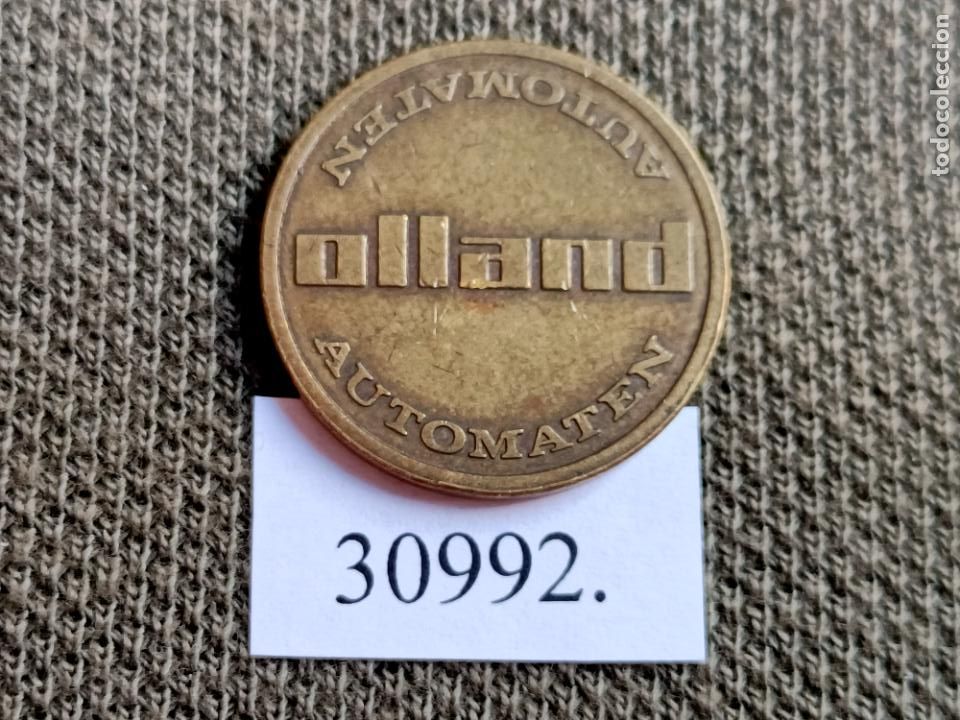 AUTOMATEN
olland
AUTOMATEN
30992.
todocoleccion